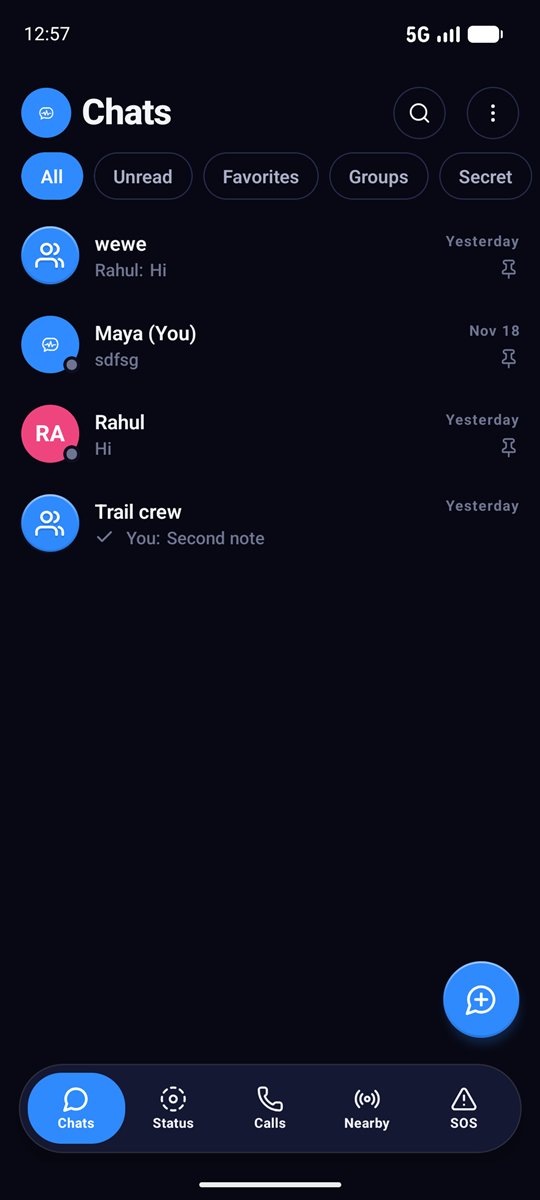 12:57 5G
Chats
All Unread Favorites Groups Secret
wewe Yesterday
Rahul: Hi
Maya (You) Nov 18
sdfsg
RA Rahul Yesterday
Hi
Trail crew Yesterday
You: Second note
Chats Status Calls Nearby SOS